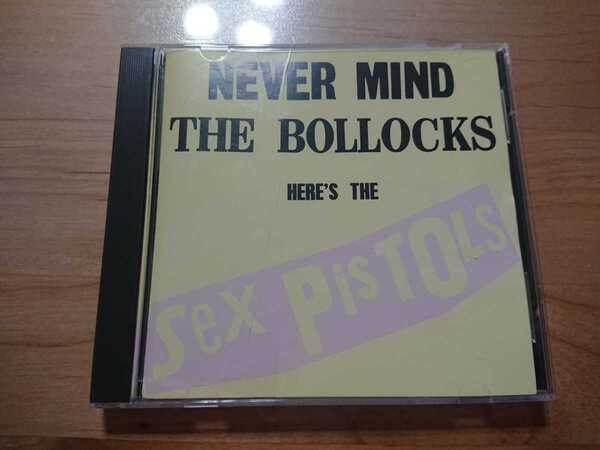 NEVER MIND
THE BOLLOCKS
HERE'S THE
Sex PisTOLs